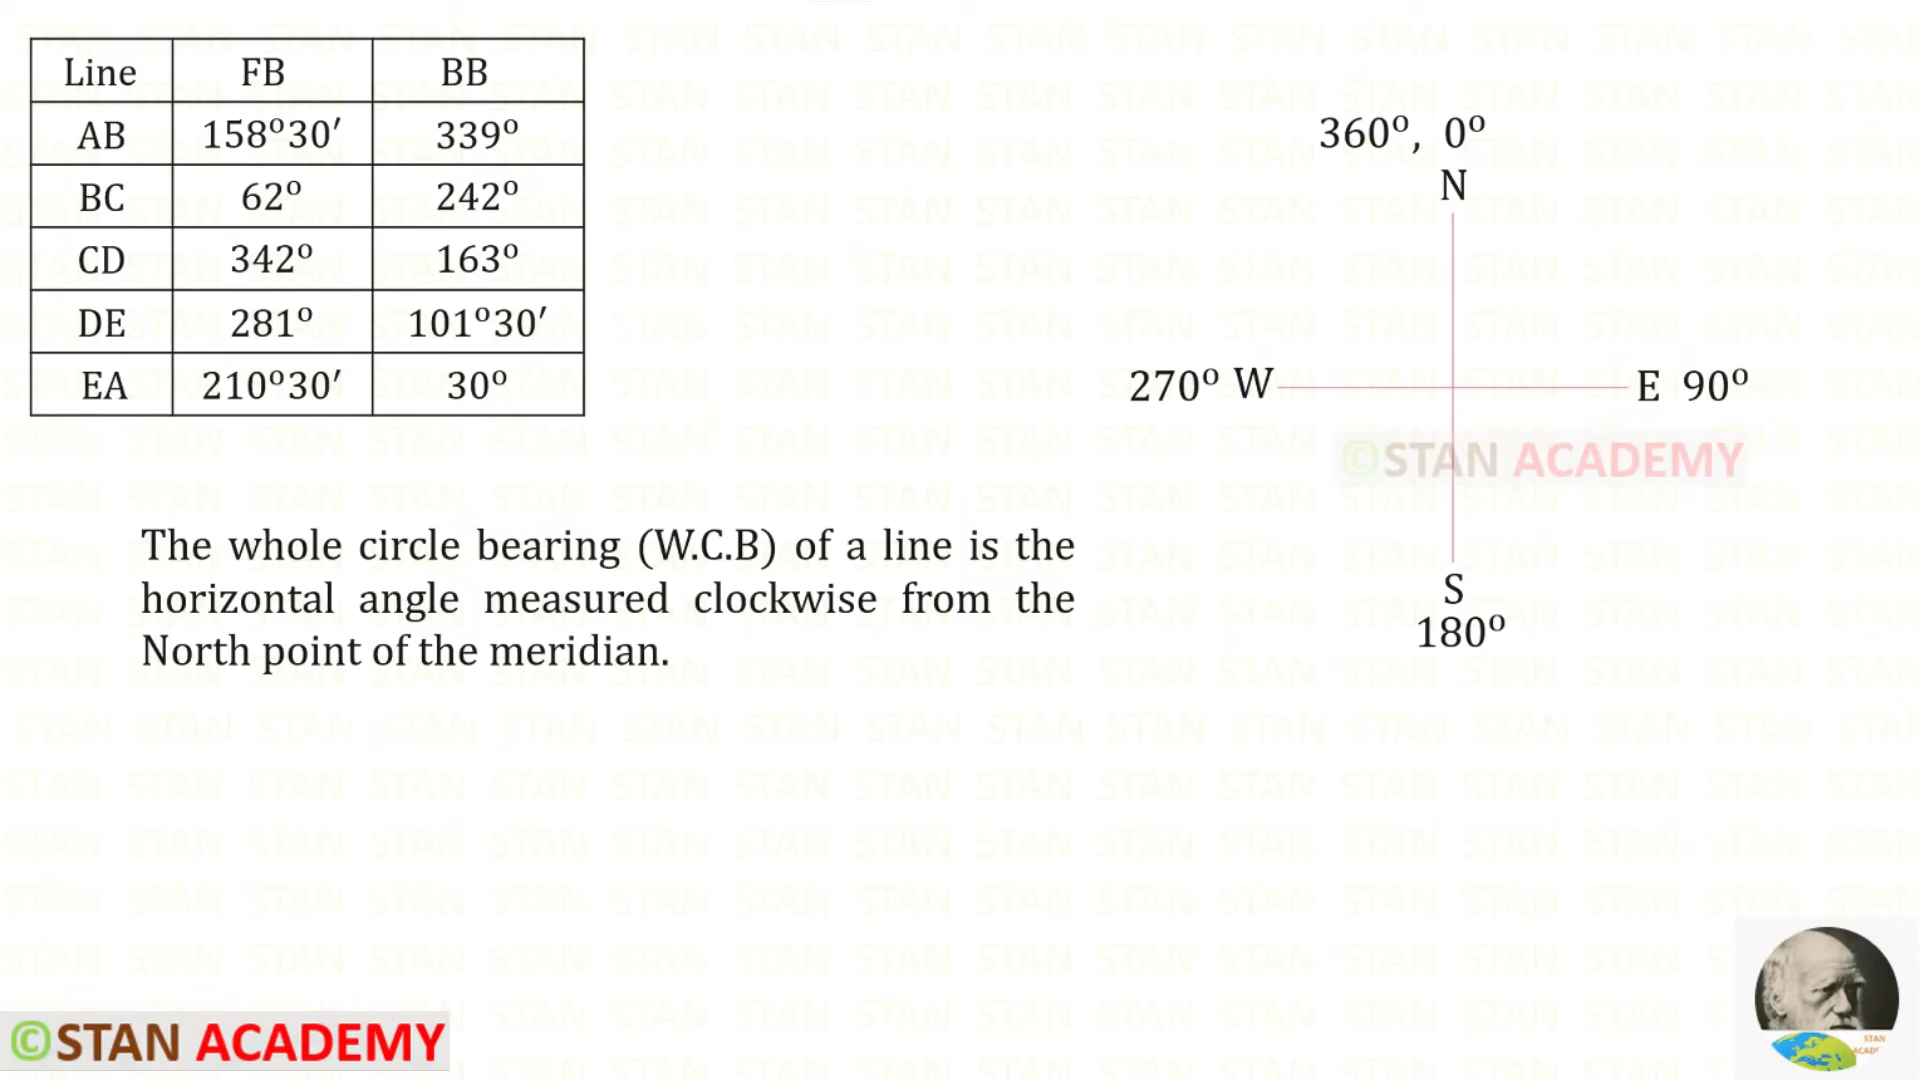 Line FB BB
AB 158°30′ 339°
BC 62° 242°
CD 342° 163°
DE 281° 101°30′
EA 210°30′ 30°
360°, 0°
N
270° W
E 90°
S
180°
©STAN ACADEMY
The whole circle bearing (W.C.B) of a line is the
horizontal angle measured clockwise from the
North point of the meridian.
©STAN ACADEMY
STAN